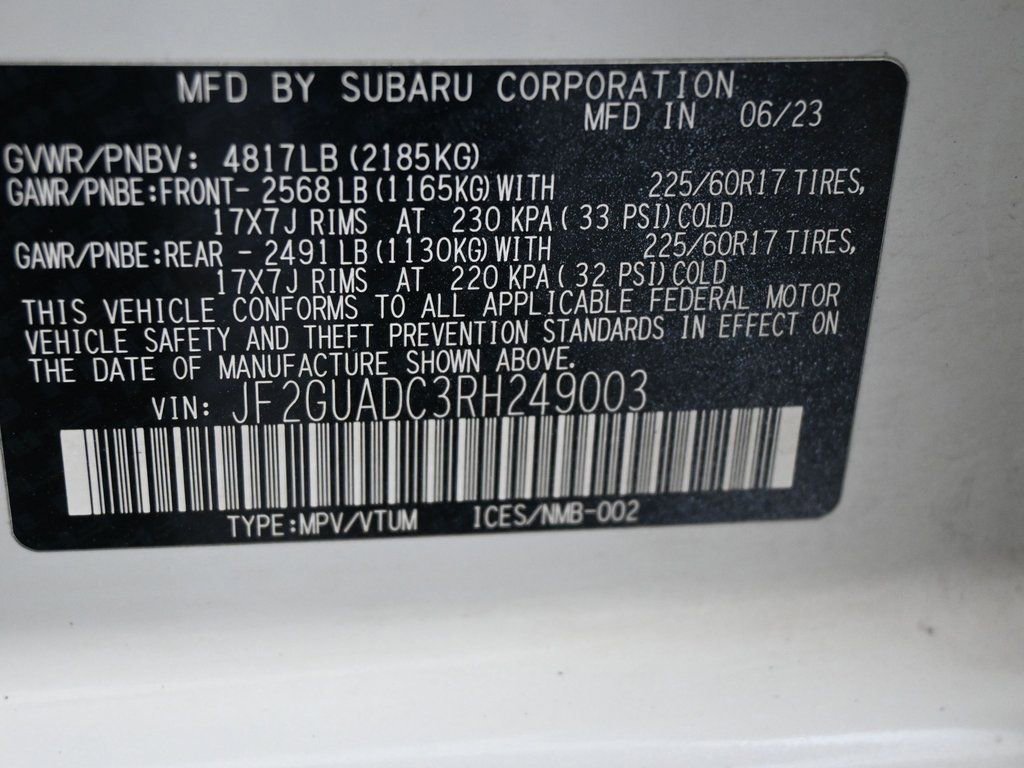 MFD BY SUBARU CORPORATION
MFD IN 06/23
GVWR/PNBV: 4817LB (2185KG)
GAWR/PNBE:FRONT- 2568 LB (1165KG) WITH 225/60R17 TIRES,
17X7J RIMS AT 230 KPA ( 33 PSI) COLD
GAWR/PNBE:REAR - 2491 LB (1130KG) WITH 225/60R17 TIRES,
17X7J RIMS AT 220 KPA ( 32 PSI) COLD
THIS VEHICLE CONFORMS TO ALL APPLICABLE FEDERAL MOTOR
VEHICLE SAFETY AND THEFT PREVENTION STANDARDS IN EFFECT ON
THE DATE OF MANUFACTURE SHOWN ABOVE.
VIN: JF2GUADC3RH249003
TYPE:MPV/VTUM ICES/NMB-002